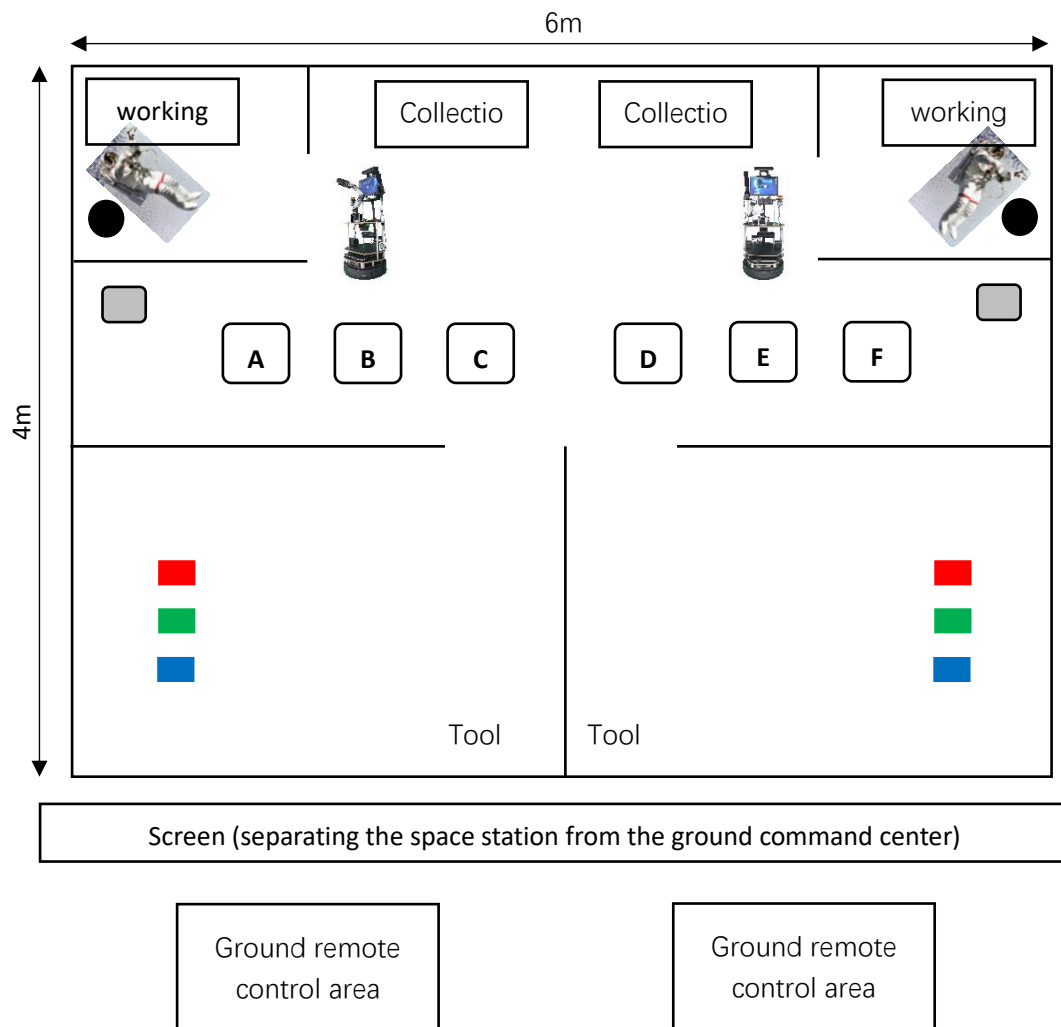 6m
working
Collectio
Collectio
working
A
B
C
D
E
F
4m
Tool
Tool
Screen (separating the space station from the ground command center)
Ground remote
control area
Ground remote
control area